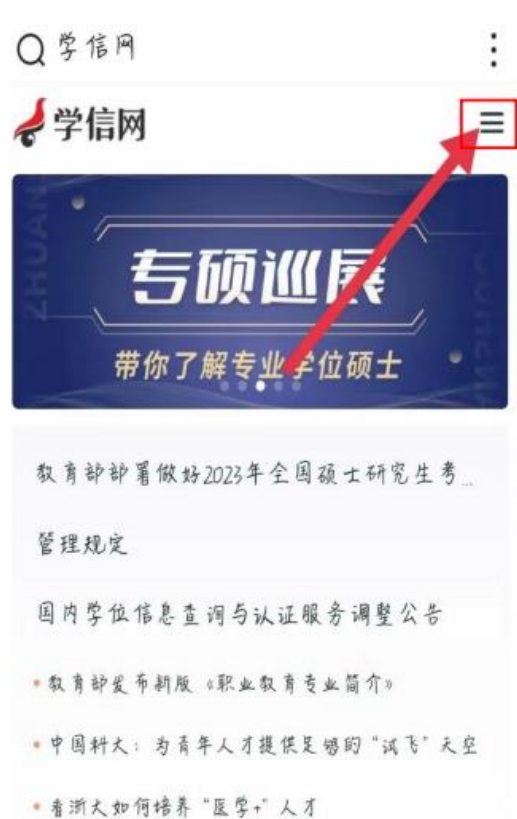 学信网
学信网
专硕巡展
带你了解专业学位硕士
教育部部署做好2023年全国硕士研究生考...
管理规定
国内学位信息查询与认证服务调整公告
教育部发布新版《职业教育专业简介》
中国科大：为青年人才提供足够的“试飞”天空
看浙大如何培养“医学+”人才